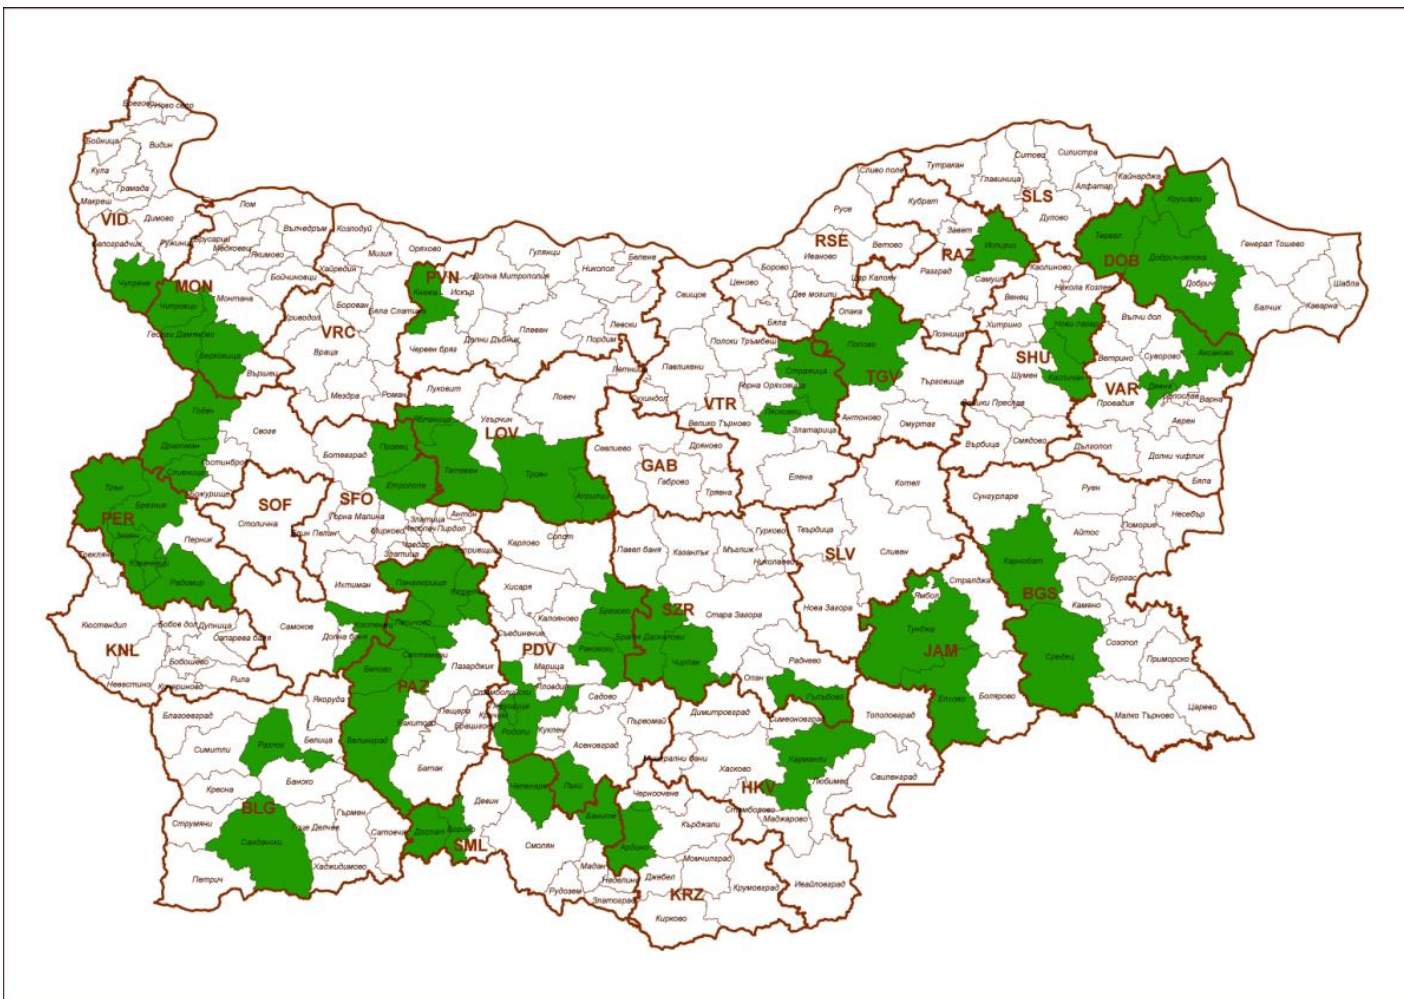 Брегово
Ново село
Бойница
Видин
Кула
Грамада
Макреш
VID
Димово
Ружинци
Чупрене
Лом
Брусарци
Медковец
Вълчедръм
Якимово
Бойчиновци
MON
Монтана
Чипровци
Георги Дамяново
Берковица
Вършец
Козлодуй
Мизия
Оряхово
Хайредин
Борован
Бяла Слатина
Криводол
VRC
Враца
Мездра
Роман
PVN
Кнежа
Искър
Долна Митрополия
Гулянци
Никопол
Белене
Плевен
Долни Дъбник
Левски
Пордим
Червен бряг
Луковит
Летница
Ловеч
Угърчин
Ябланица
LOV
Тетевен
Троян
Априлци
Свищов
Полски Тръмбеш
Павликени
Сухиндол
Стражица
Горна Оряховица
Лясковец
VTR
Велико Търново
Златарица
Елена
Севлиево
Дряново
GAB
Габрово
Трявна
Сливо поле
Русе
RSE
Ветово
Иваново
Борово
Ценово
Две могили
Бяла
Цар Калоян
Кубрат
Завет
Исперих
RAZ
Разград
Самуил
Лозница
Опака
Попово
TGV
Търговище
Антоново
Омуртаг
Тутракан
Главиница
Ситово
Силистра
SLS
Алфатар
Кайнарджа
Дулово
Крушари
Тервел
DOB
Добрич
Генерал Тошево
Шабла
Каварна
Балчик
Каолиново
Венец
Никола Козлево
Хитрино
Нови пазар
SHU
Шумен
Каспичан
Велики Преслав
Върбица
Смядово
Вълчи дол
Ветрино
Суворово
Аксаково
VAR
Девня
Провадия
Белослав
Варна
Аврен
Дългопол
Долни чифлик
Бяла
Годеч
Драгоман
Сливница
Своге
Костинброд
Божурище
SOF
Столична
Ботевград
Правец
Етрополе
SFO
Горна Малина
Елин Пелин
Мирково
Златица
Пирдоп
Антон
Чавдар
Копривщица
Ихтиман
Самоков
Костенец
Долна баня
Трън
Брезник
PER
Земен
Перник
Ковачевци
Радомир
Трекляно
Кюстендил
Бобов дол
Дупница
Сапарева баня
KNL
Бобошево
Рила
Невестино
Кочериново
Благоевград
Симитли
Разлог
Якоруда
Белица
Банско
Кресна
BLG
Струмяни
Сандански
Гоце Делчев
Гърмен
Сатовча
Петрич
Хаджидимово
Панагюрище
Лесичово
Септември
Белово
Пазарджик
PAZ
Пещера
Ракитово
Брацигово
Велинград
Батак
Карлово
Сопот
Хисаря
Калояново
Съединение
Брезово
PDV
Раковски
Марица
Пловдив
Стамболийски
Кричим
Садово
Родопи
Куклен
Първомай
Асеновград
Лъки
Павел баня
Казанлък
Мъглиж
Гурково
Николаево
SZR
Стара Загора
Братя Даскалови
Чирпан
Раднево
Опан
Гълъбово
Твърдица
SLV
Сливен
Котел
Нова Загора
Ямбол
Стралджа
Тунджа
JAM
Елхово
Болярово
Сунгурларе
Руен
Айтос
Поморие
Несебър
Карнобат
BGS
Бургас
Камено
Созопол
Средец
Приморско
Царево
Малко Търново
Димитровград
Симеоновград
Тополовград
Минерални бани
Хасково
Харманли
HKV
Любимец
Свиленград
Стамболово
Маджарово
Ивайловград
Девин
Чепеларе
Доспат
Борино
SML
Смолян
Баните
Мадан
Рудозем
Неделино
Златоград
Черноочене
Кърджали
Ардино
Момчилград
Джебел
KRZ
Крумовград
Кирково